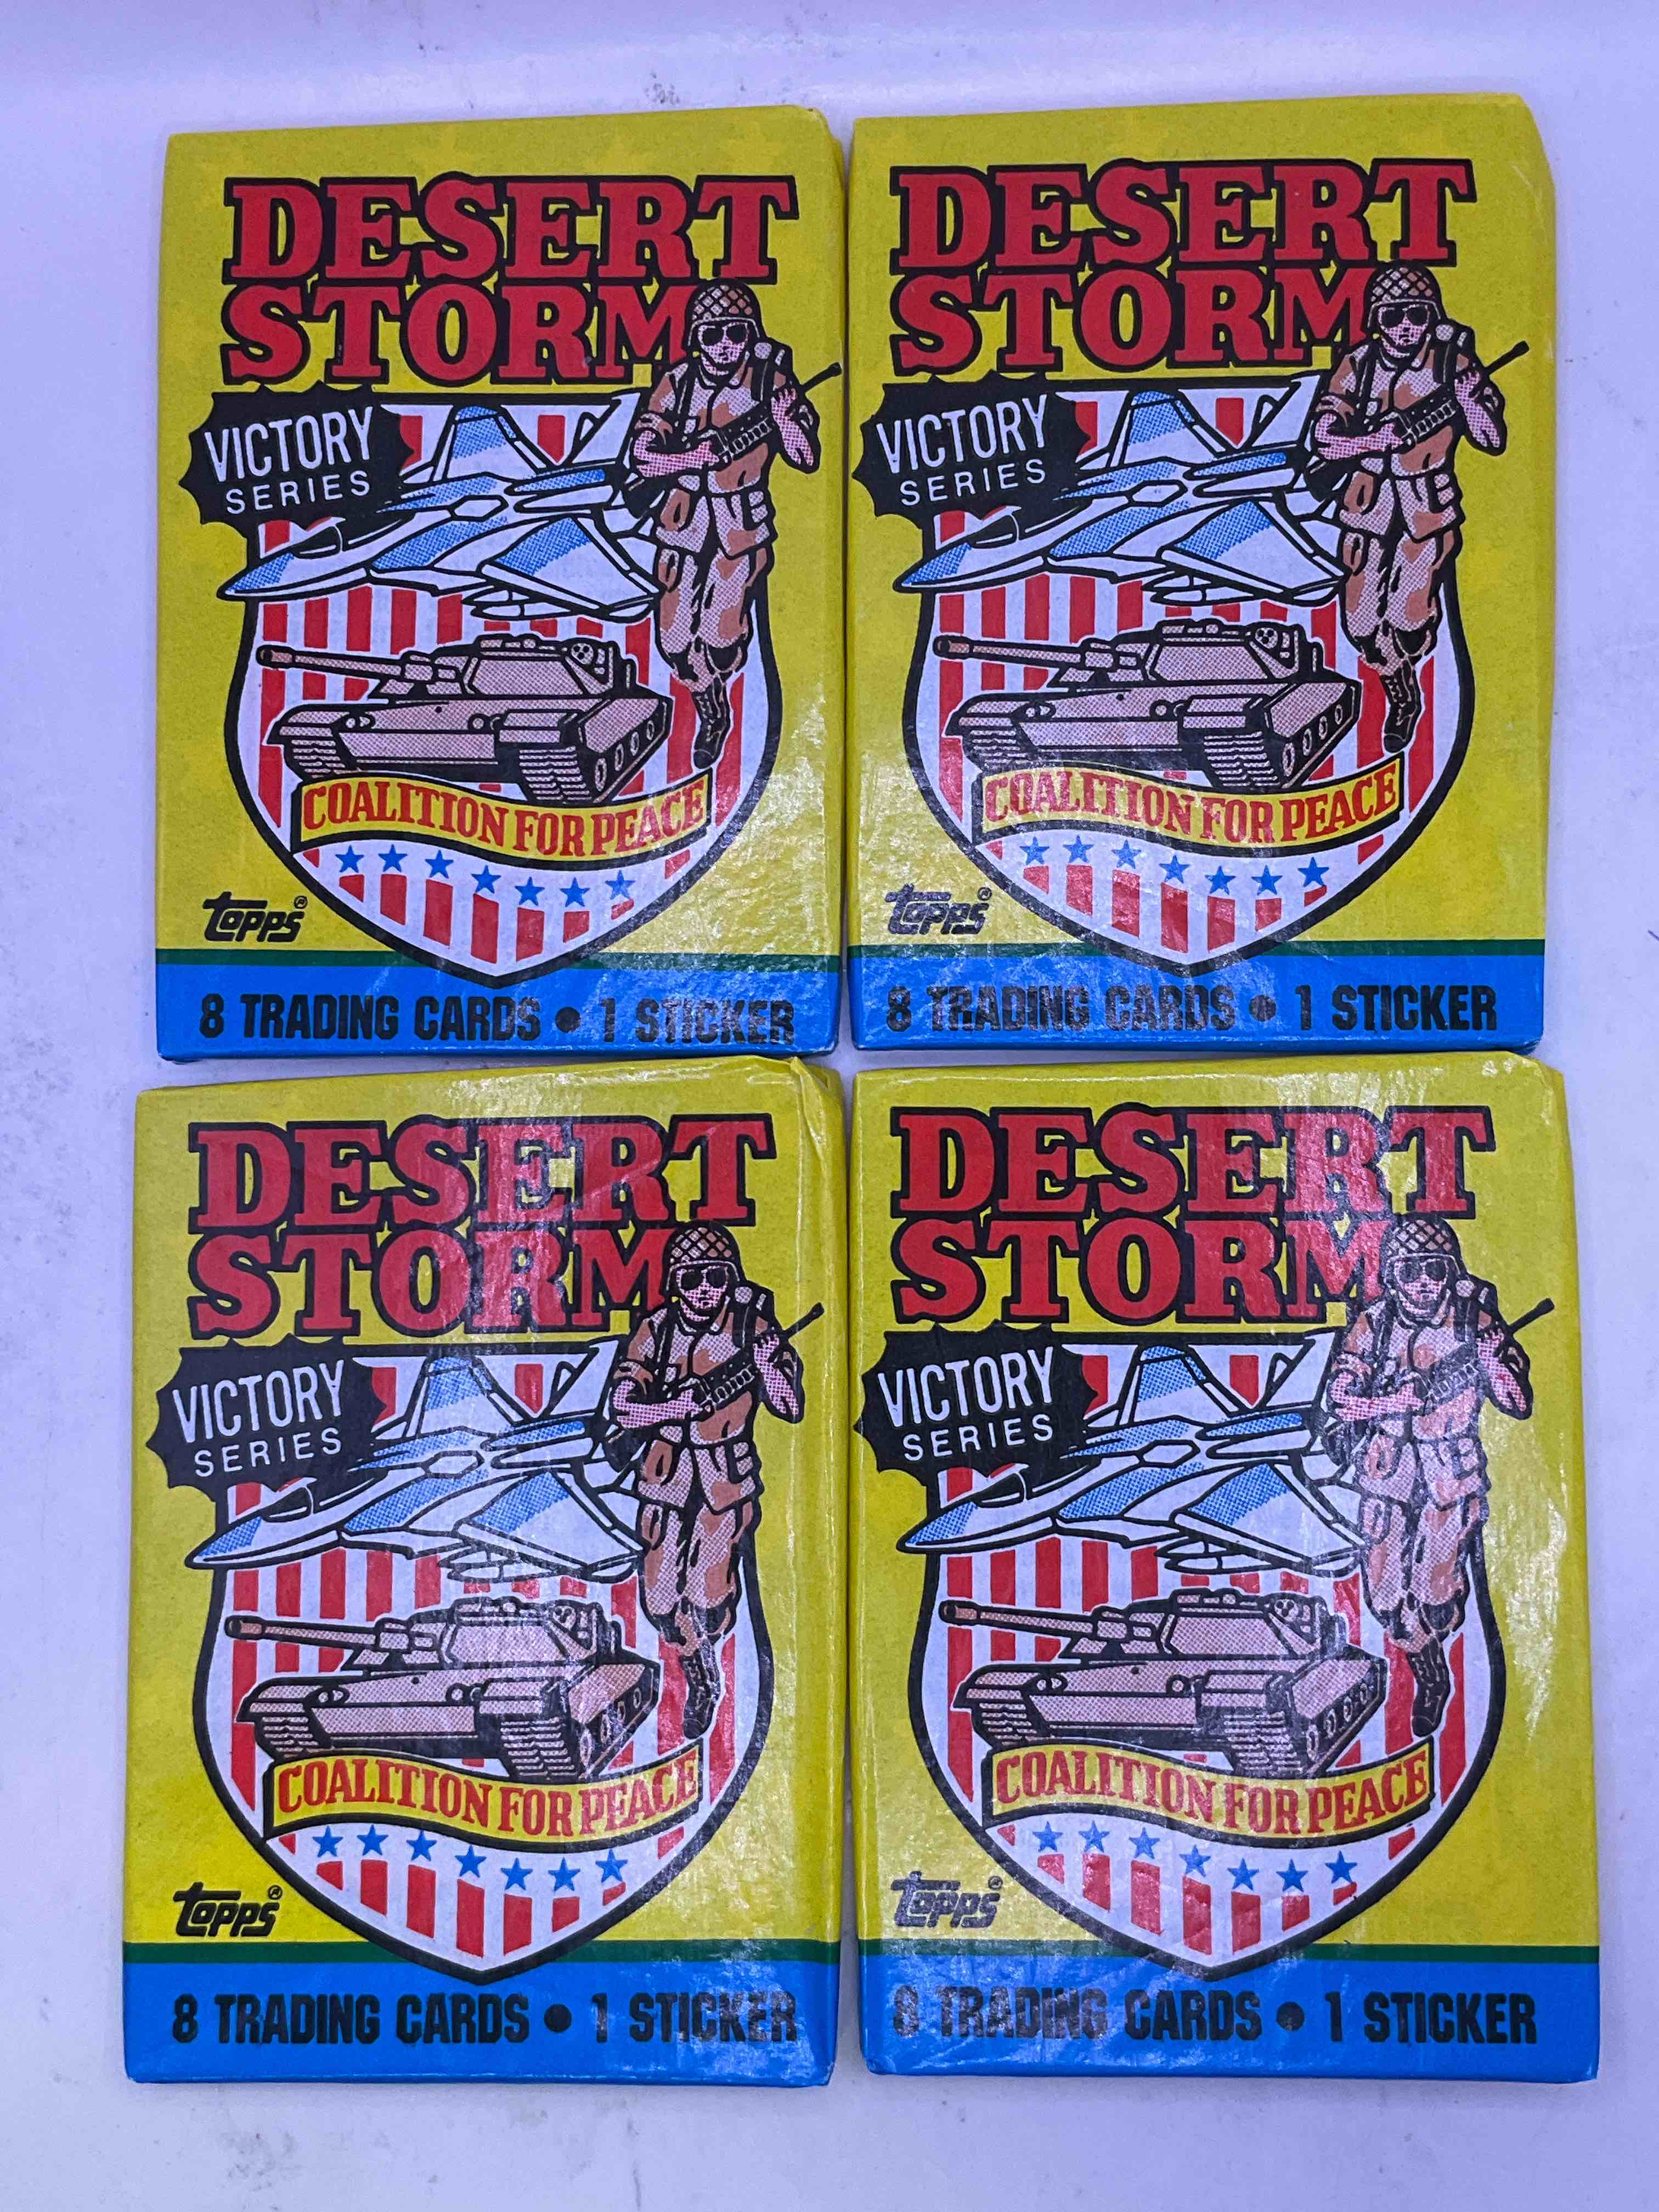 DESERT
STORM
VICTORY
SERIES
COALITION FOR PEACE
Topps®
8 TRADING CARDS • 1 STICKER
DESERT
STORM
VICTORY
SERIES
COALITION FOR PEACE
Topps®
8 TRADING CARDS • 1 STICKER
DESERT
STORM
VICTORY
SERIES
COALITION FOR PEACE
Topps®
8 TRADING CARDS • 1 STICKER
DESERT
STORM
VICTORY
SERIES
COALITION FOR PEACE
Topps®
8 TRADING CARDS • 1 STICKER